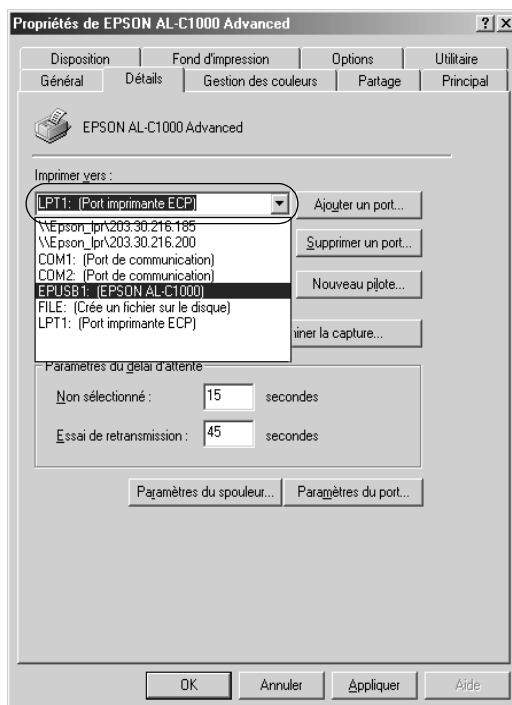 Propriétés de EPSON AL-C1000 Advanced
Disposition Fond d'impression Options Utilitaire
Général Détails Gestion des couleurs Partage Principal
EPSON AL-C1000 Advanced
Imprimer vers :
LPT1: (Port imprimante ECP)
Ajouter un port...
\\Epson_lpr\203.30.216.185
\\Epson_lpr\203.30.216.200
COM1: (Port de communication)
COM2: (Port de communication)
EPUSB1: (EPSON AL-C1000)
FILE: (Crée un fichier sur le disque)
LPT1: (Port imprimante ECP)
Supprimer un port...
Nouveau pilote...
la capture...
Paramètres du délai d'attente
Non sélectionné : 15 secondes
Essai de retransmission : 45 secondes
Paramètres du spouleur... Paramètres du port...
OK Annuler Appliquer Aide